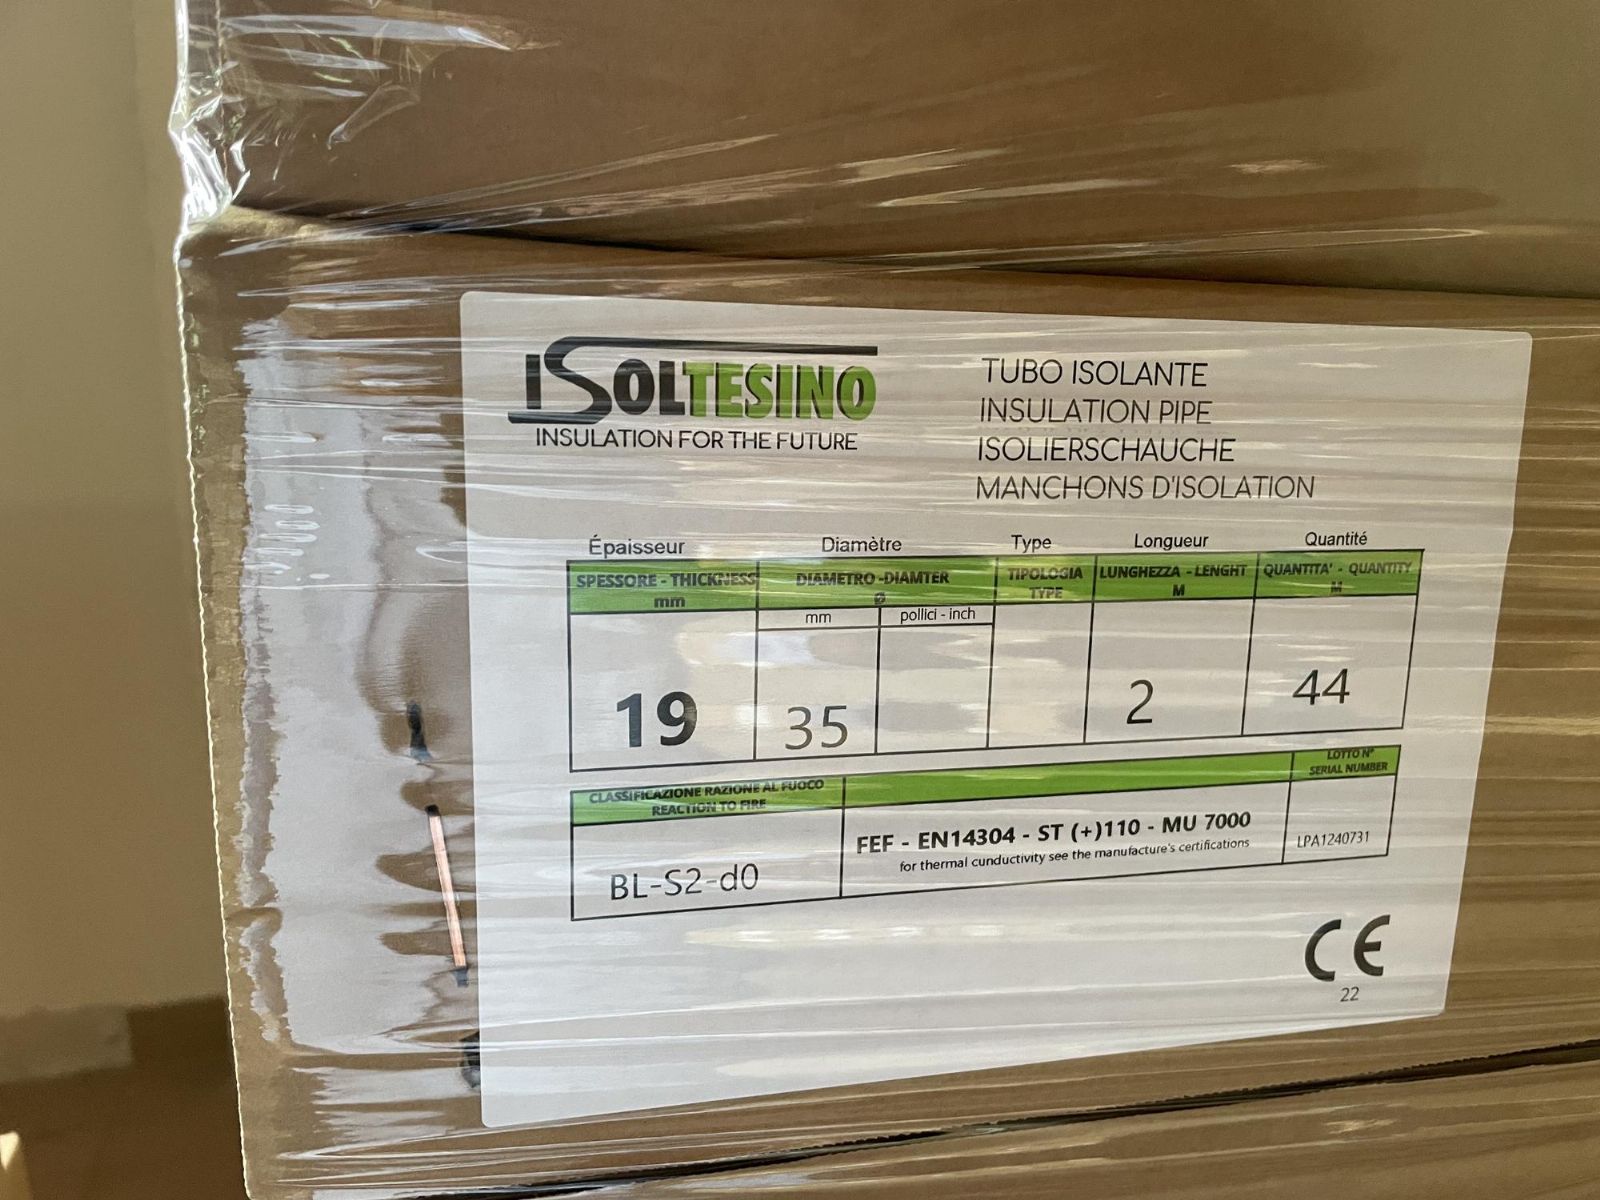 ISOLTESINO
INSULATION FOR THE FUTURE
TUBO ISOLANTE
INSULATION PIPE
ISOLIERSCHAUCHE
MANCHONS D'ISOLATION
Épaisseur Diamètre Type Longueur Quantité
SPESSORE - THICKNESS DIAMETRO -DIAMTER TIPOLOGIA LUNGHEZZA - LENGHT QUANTITA' - QUANTITY
mm Ø TYPE M M
mm pollici - inch
19 35 2 44
CLASSIFICAZIONE RAZIONE AL FUOCO LOTTO N°
REACTION TO FIRE SERIAL NUMBER
FEF - EN14304 - ST (+)110 - MU 7000
for thermal cunductivity see the manufacture's certifications
BL-S2-d0 LPA1240731
CE
22